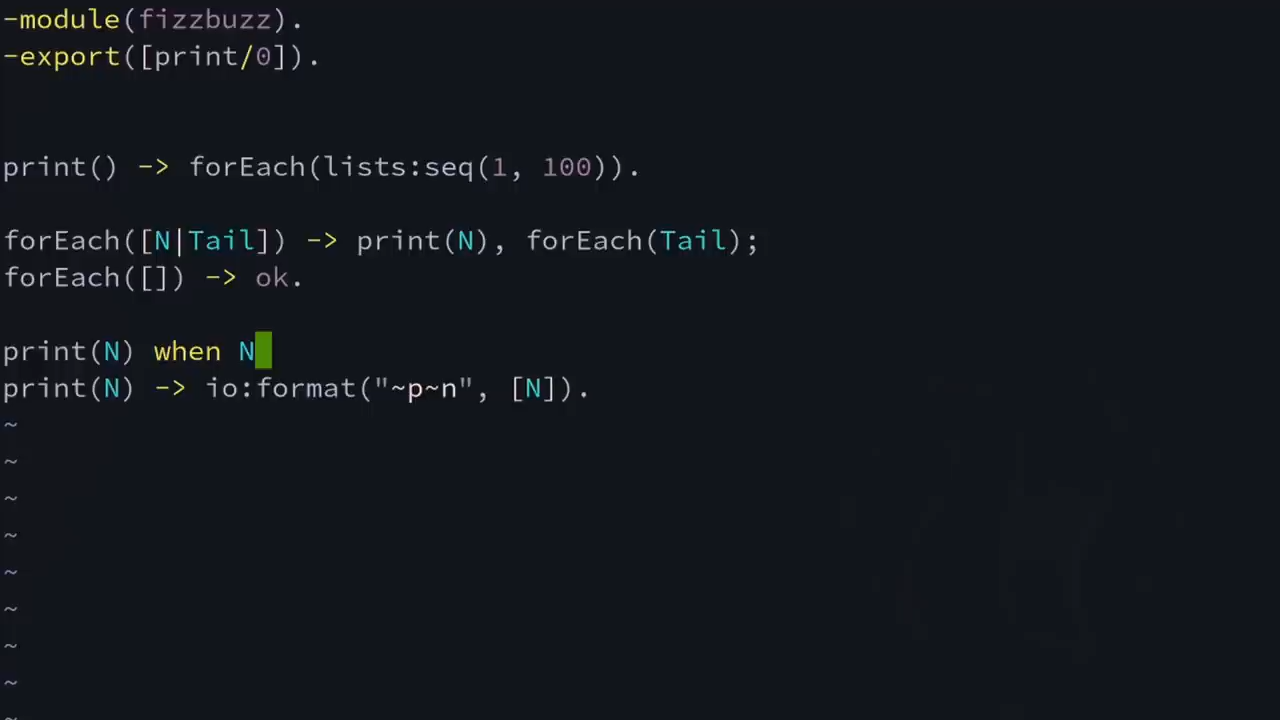 -module(fizzbuzz).
-export([print/0]).
print() -> forEach(lists:seq(1, 100)).
forEach([N|Tail]) -> print(N), forEach(Tail);
forEach([]) -> ok.
print(N) when N
print(N) -> io:format("~p~n", [N]).
~
~
~
~
~
~
~
~
~